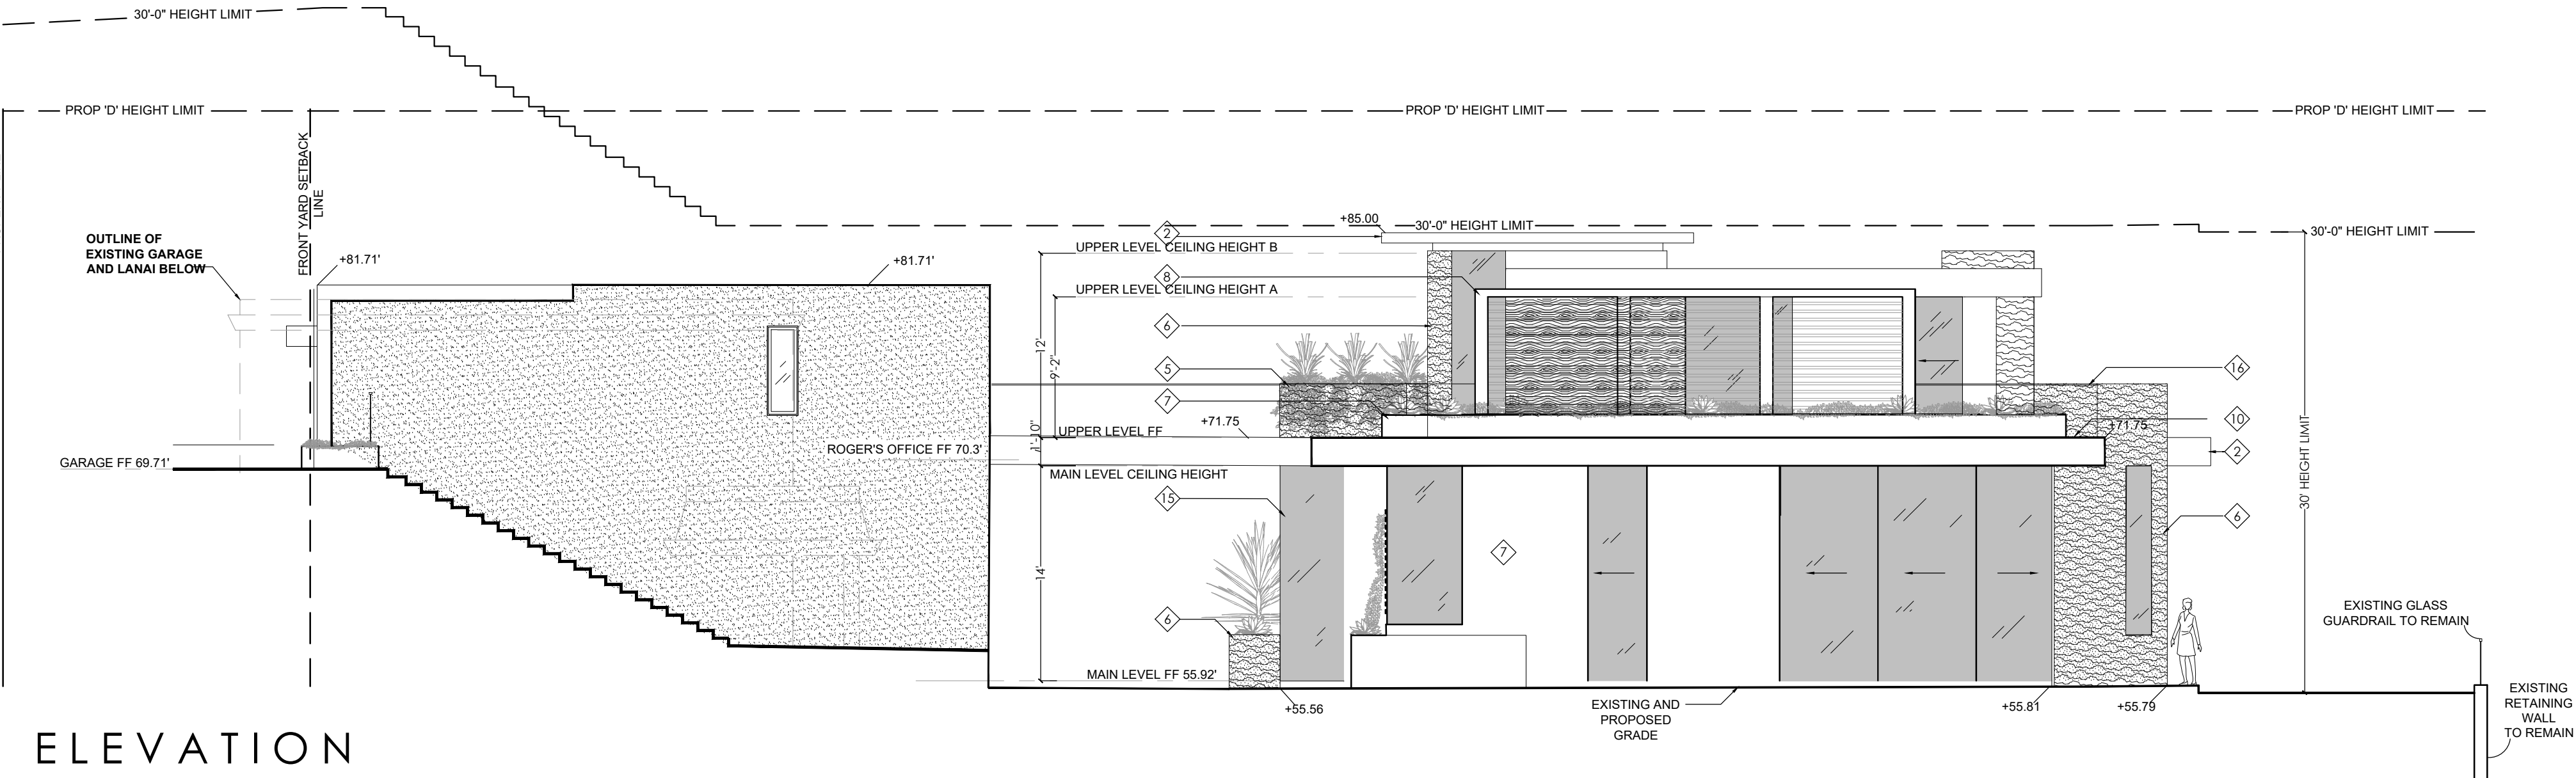 30'-0" HEIGHT LIMIT
PROP 'D' HEIGHT LIMIT
PROP 'D' HEIGHT LIMIT
PROP 'D' HEIGHT LIMIT
FRONT YARD SETBACK
LINE
OUTLINE OF
EXISTING GARAGE
AND LANAI BELOW
+81.71'
+81.71'
+85.00
30'-0" HEIGHT LIMIT
30'-0" HEIGHT LIMIT
2
UPPER LEVEL CEILING HEIGHT B
8
UPPER LEVEL CEILING HEIGHT A
6
12'
9'-2"
5
16
7
10
+71.75
+71.75
UPPER LEVEL FF
1'-10"
ROGER'S OFFICE FF 70.3'
2
GARAGE FF 69.71'
MAIN LEVEL CEILING HEIGHT
30' HEIGHT LIMIT
15
6
7
14'
6
EXISTING GLASS
GUARDRAIL TO REMAIN
MAIN LEVEL FF 55.92'
+55.56
EXISTING AND
PROPOSED
GRADE
+55.81
+55.79
EXISTING
RETAINING
WALL
TO REMAIN
ELEVATION